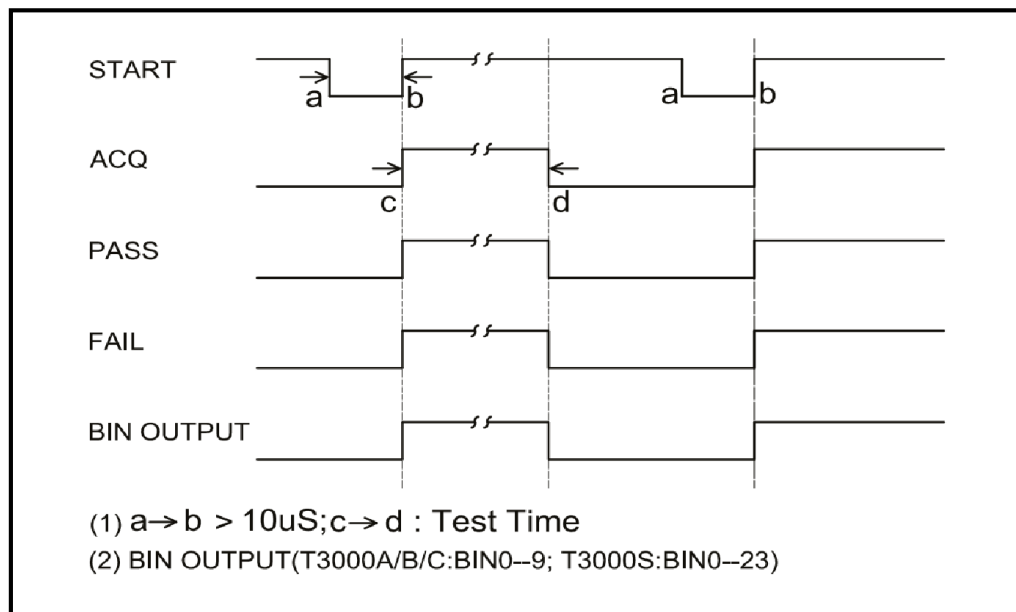 START
a b a b
ACQ
c d
PASS
FAIL
BIN OUTPUT
(1) a→b > 10uS;c→d : Test Time
(2) BIN OUTPUT(T3000A/B/C:BIN0--9; T3000S:BIN0--23)